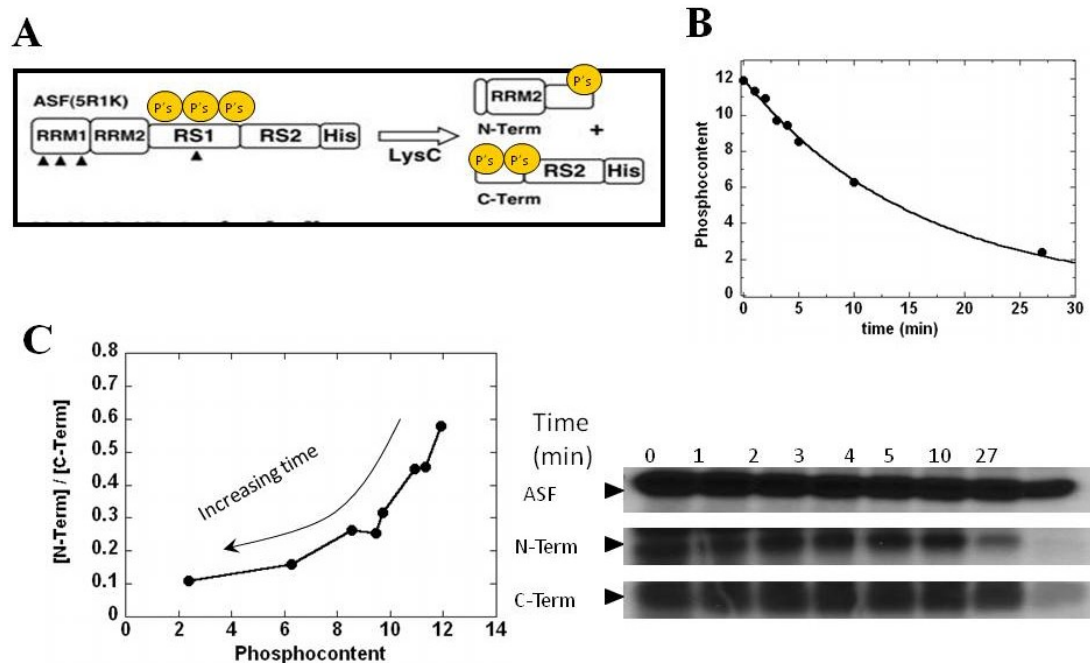 A
ASF(5R1K)
P's P's P's
RRM1 RRM2 RS1 RS2 His
LysC
P's
RRM2
N-Term
+
P's P's
RS2 His
C-Term
B
Phosphocontent
12
10
8
6
4
2
0
0 5 10 15 20 25 30
time (min)
C
[N-Term] / [C-Term]
0.8
0.7
0.6
0.5
0.4
0.3
0.2
0.1
0
Increasing time
0 2 4 6 8 10 12 14
Phosphocontent
Time
(min)
0 1 2 3 4 5 10 27
ASF
N-Term
C-Term